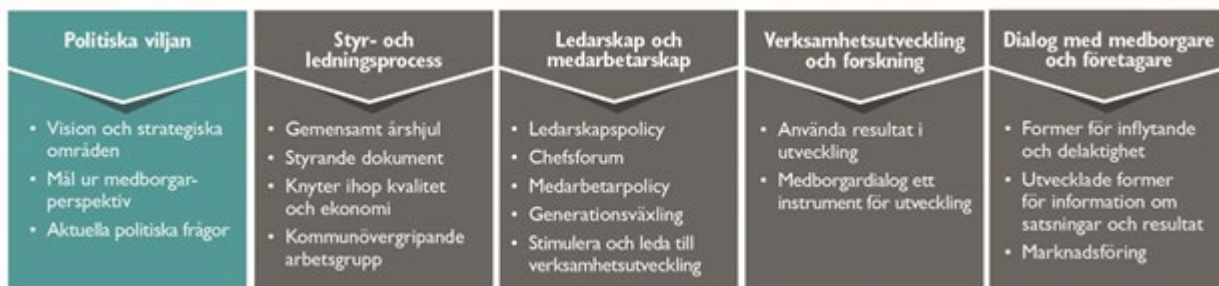 Politiska viljan
• Vision och strategiska
områden
• Mål ur medborgar-
perspektiv
• Aktuella politiska frågor
Styr- och
ledningsprocess
• Gemensamt årshjul
• Styrande dokument
• Knyter ihop kvalitet
och ekonomi
• Kommunövergripande
arbetsgrupp
Ledarskap och
medarbetarskap
• Ledarskapspolicy
• Chefsforum
• Medarbetarpolicy
• Generationsväxling
• Stimulera och leda till
verksamhetsutveckling
Verksamhetsutveckling
och forskning
• Använda resultat i
utveckling
• Medborgardialog ett
instrument för utveckling
Dialog med medborgare
och företagare
• Former för inflytande
och delaktighet
• Utvecklade former
för information om
satsningar och resultat
• Marknadsföring